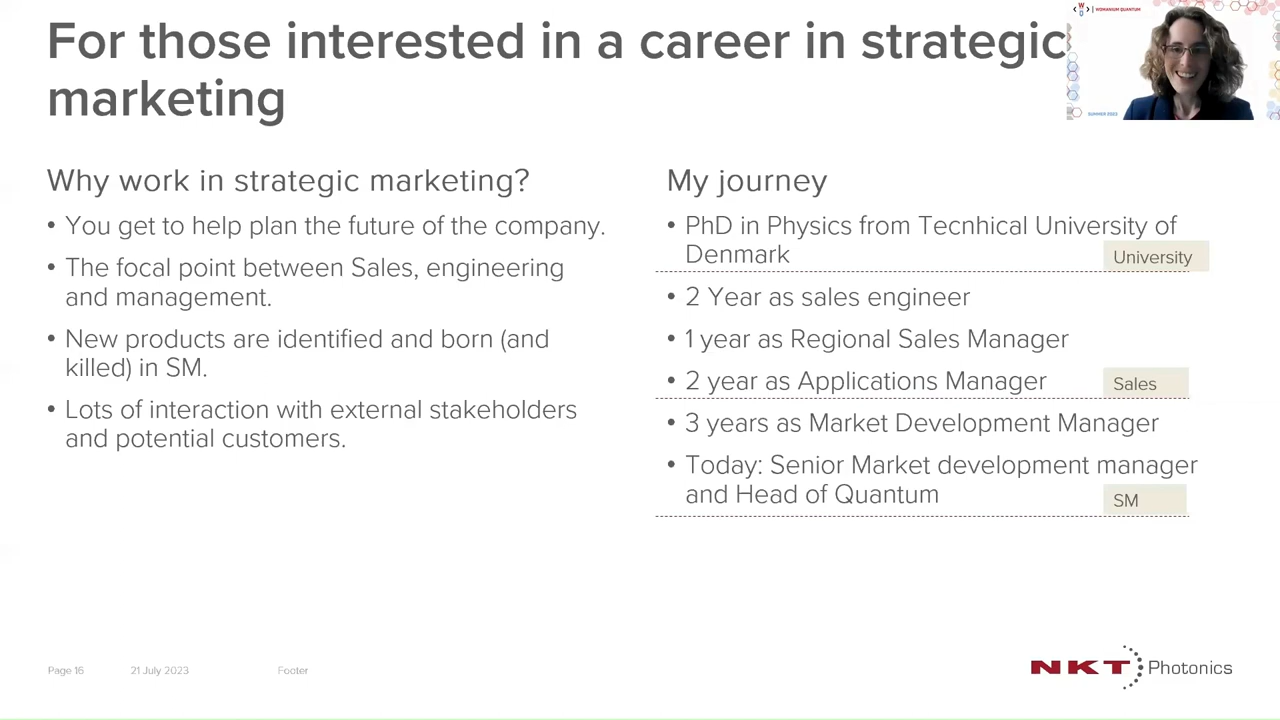 For those interested in a career in strategic
marketing
WOMANIUM QUANTUM
SUMMER 2023
Why work in strategic marketing?
• You get to help plan the future of the company.
• The focal point between Sales, engineering
and management.
• New products are identified and born (and
killed) in SM.
• Lots of interaction with external stakeholders
and potential customers.
My journey
• PhD in Physics from Tecnhical University of
Denmark
University
• 2 Year as sales engineer
• 1 year as Regional Sales Manager
• 2 year as Applications Manager
Sales
• 3 years as Market Development Manager
• Today: Senior Market development manager
and Head of Quantum
SM
Page 16
21 July 2023
Footer
NKT Photonics